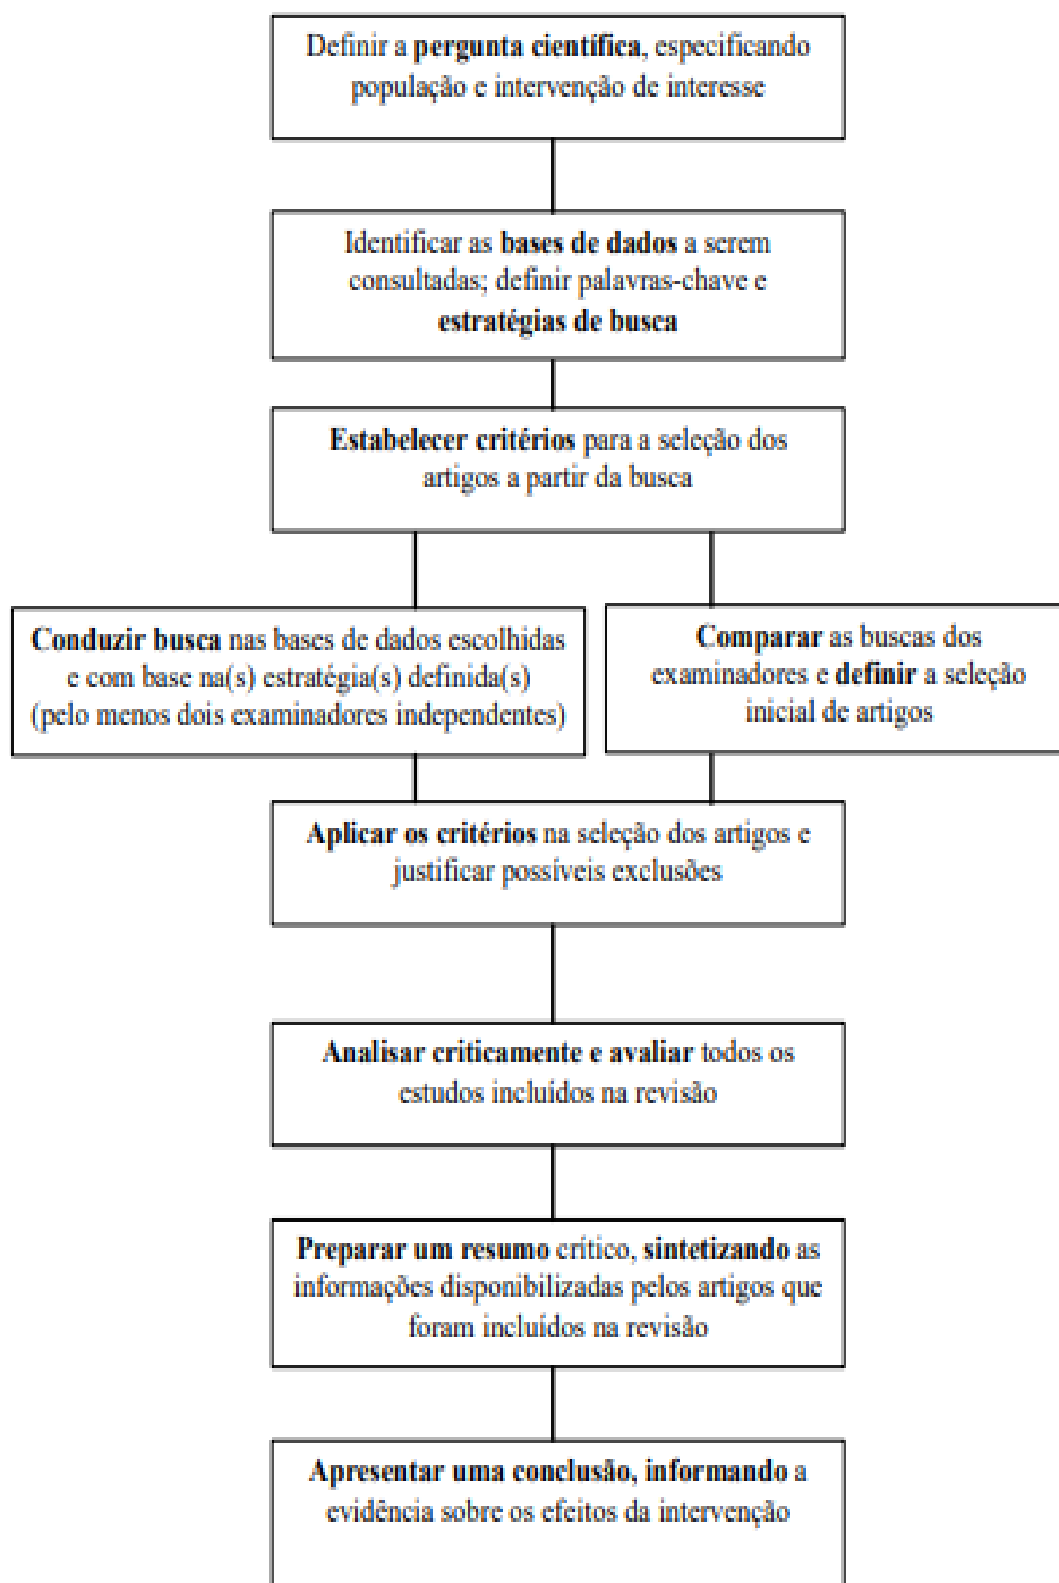 Definir a pergunta científica, especificando
população e intervenção de interesse
Identificar as bases de dados a serem
consultadas; definir palavras-chave e
estratégias de busca
Estabelecer critérios para a seleção dos
artigos a partir da busca
Conduzir busca nas bases de dados escolhidas
e com base na(s) estratégia(s) definida(s)
(pelo menos dois examinadores independentes)
Comparar as buscas dos
examinadores e definir a seleção
inicial de artigos
Aplicar os critérios na seleção dos artigos e
justificar possíveis exclusões
Analisar criticamente e avaliar todos os
estudos incluídos na revisão
Preparar um resumo crítico, sintetizando as
informações disponibilizadas pelos artigos que
foram incluídos na revisão
Apresentar uma conclusão, informando a
evidência sobre os efeitos da intervenção